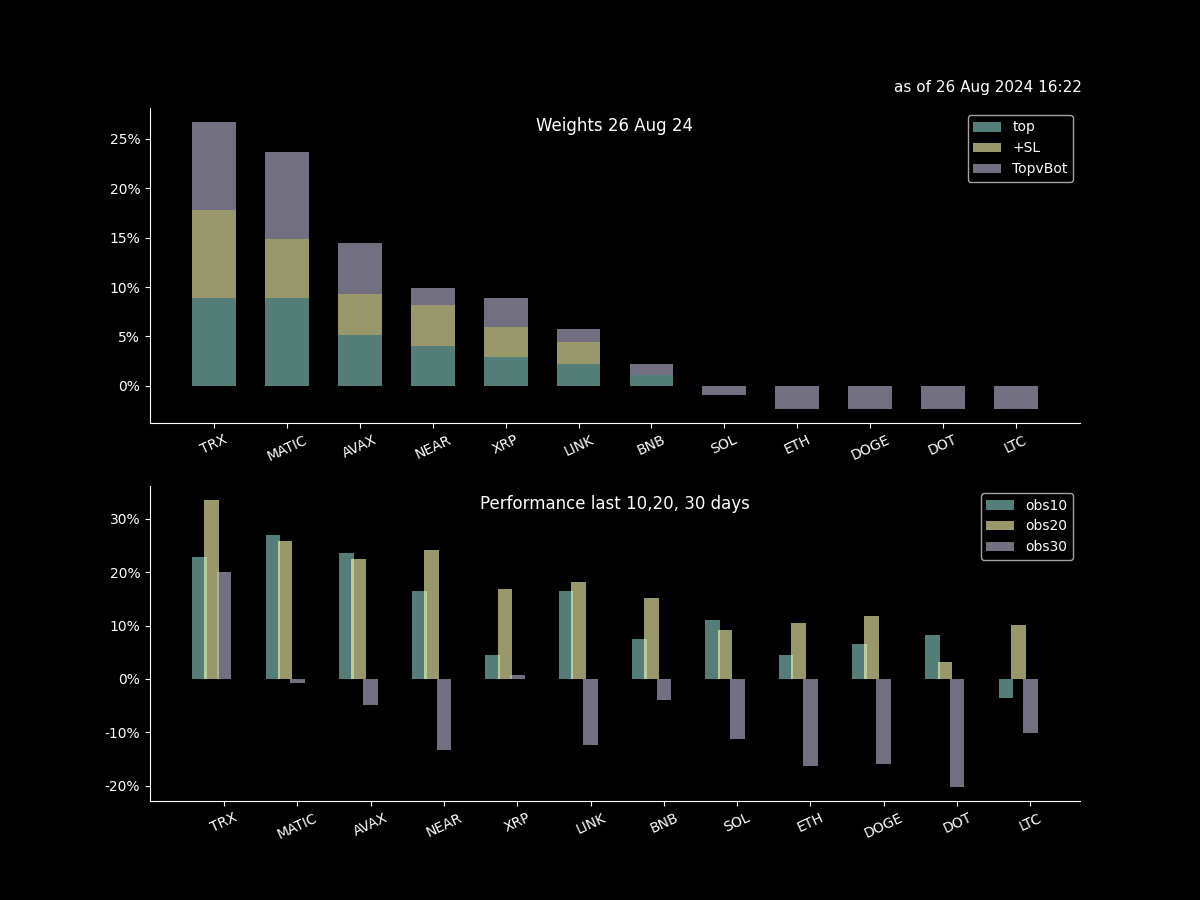 as of 26 Aug 2024 16:22
Weights 26 Aug 24
top
+SL
TopvBot
25%
20%
15%
10%
5%
0%
TRX MATIC AVAX NEAR XRP LINK BNB SOL ETH DOGE DOT LTC
Performance last 10,20, 30 days
obs10
obs20
obs30
30%
20%
10%
0%
-10%
-20%
TRX MATIC AVAX NEAR XRP LINK BNB SOL ETH DOGE DOT LTC